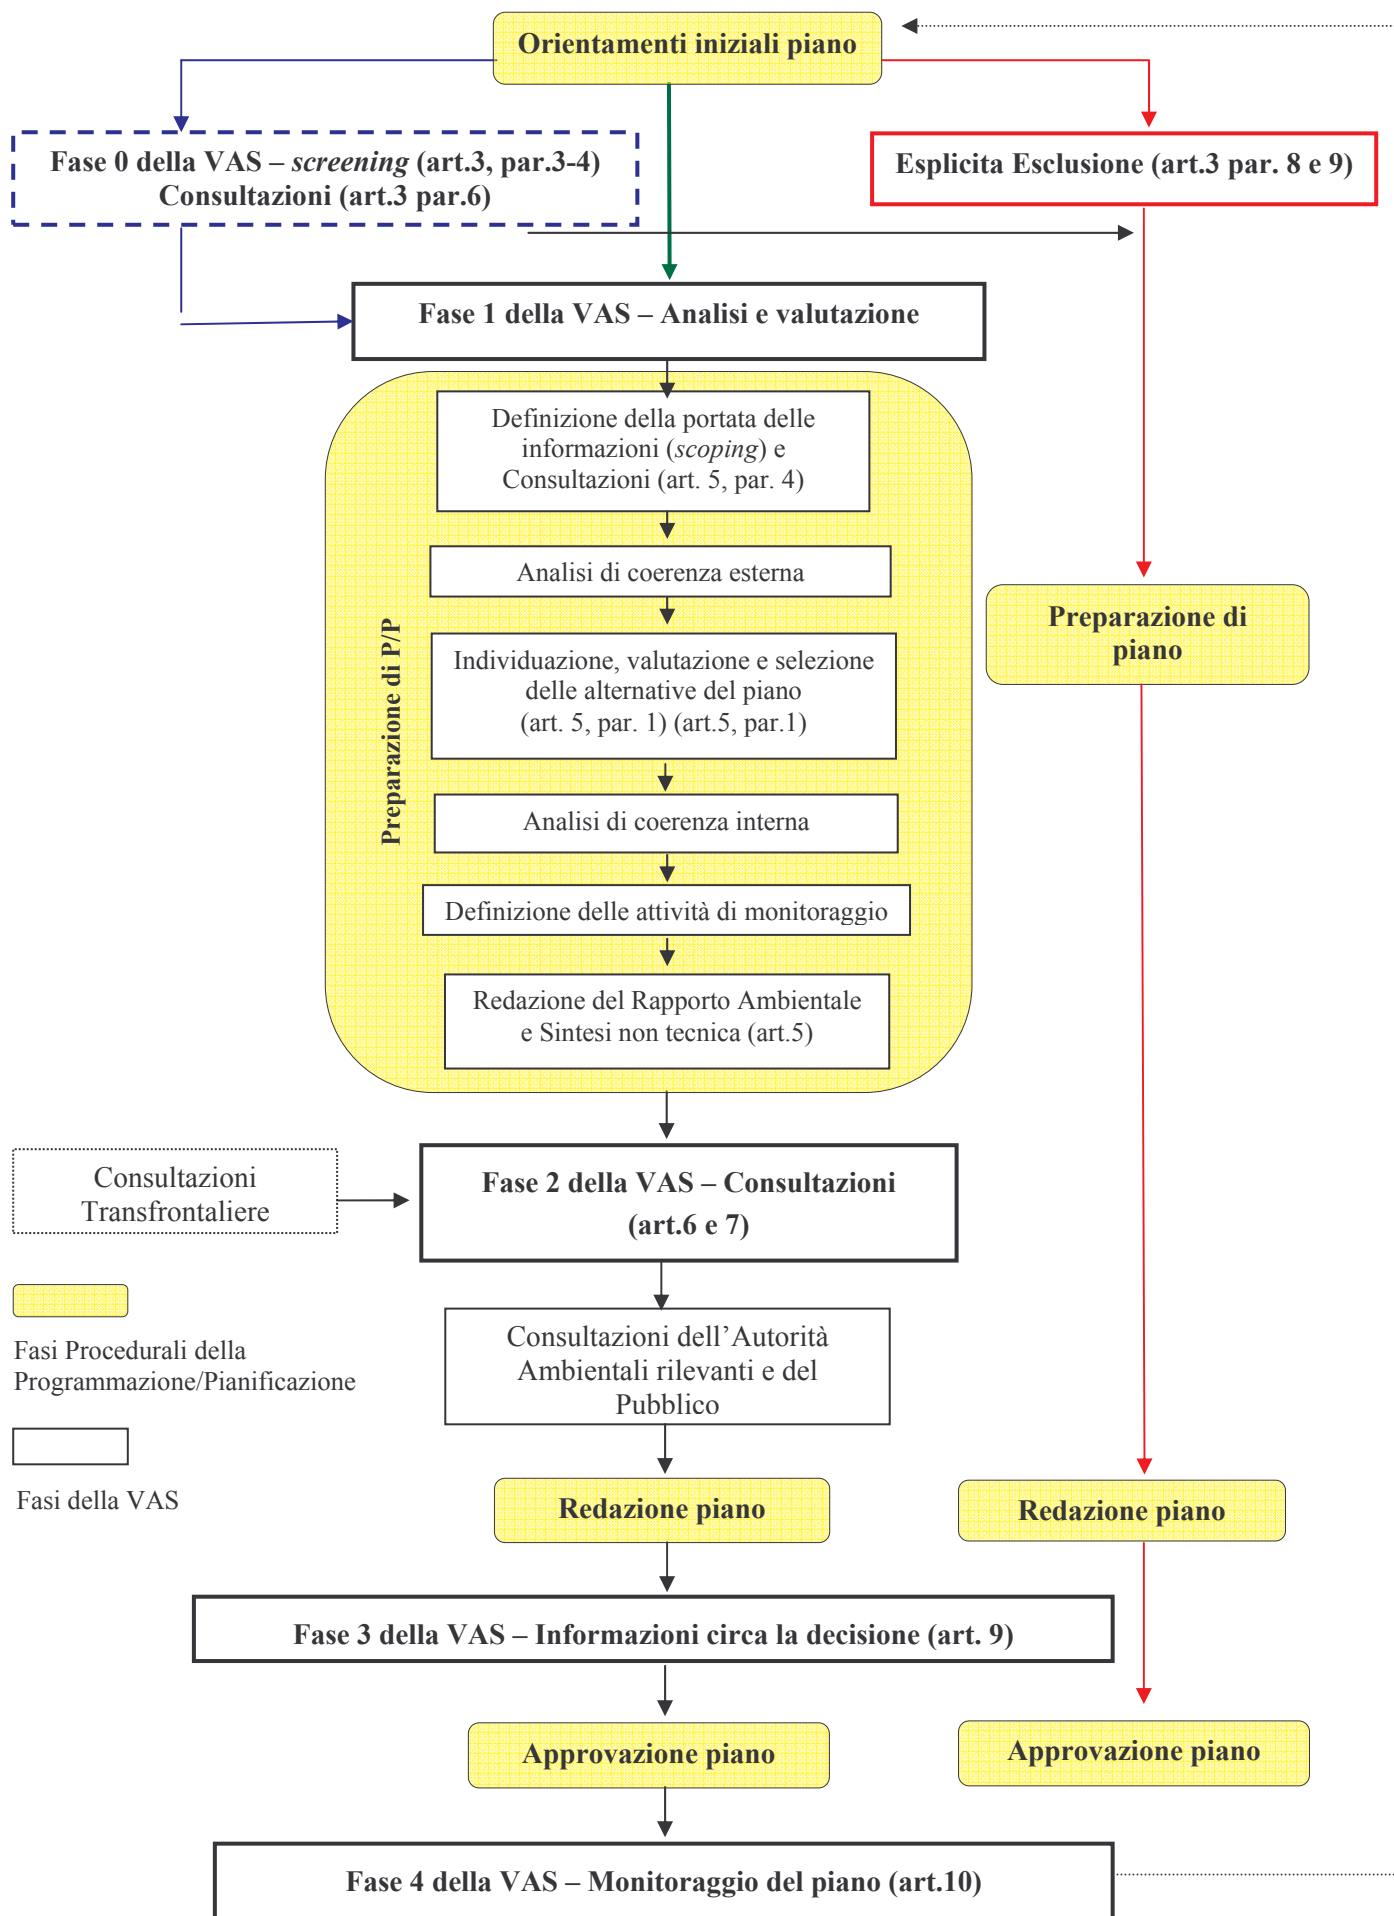 Orientamenti iniziali piano
Fase 0 della VAS – screening (art.3, par.3-4)
Consultazioni (art.3 par.6)
Esplicita Esclusione (art.3 par. 8 e 9)
Fase 1 della VAS – Analisi e valutazione
Preparazione di P/P
Definizione della portata delle
informazioni (scoping) e
Consultazioni (art. 5, par. 4)
Analisi di coerenza esterna
Individuazione, valutazione e selezione
delle alternative del piano
(art. 5, par. 1) (art.5, par.1)
Analisi di coerenza interna
Definizione delle attività di monitoraggio
Redazione del Rapporto Ambientale
e Sintesi non tecnica (art.5)
Preparazione di
piano
Consultazioni
Transfrontaliere
Fase 2 della VAS – Consultazioni
(art.6 e 7)
Fasi Procedurali della
Programmazione/Pianificazione
Fasi della VAS
Consultazioni dell’Autorità
Ambientali rilevanti e del
Pubblico
Redazione piano
Redazione piano
Fase 3 della VAS – Informazioni circa la decisione (art. 9)
Approvazione piano
Approvazione piano
Fase 4 della VAS – Monitoraggio del piano (art.10)